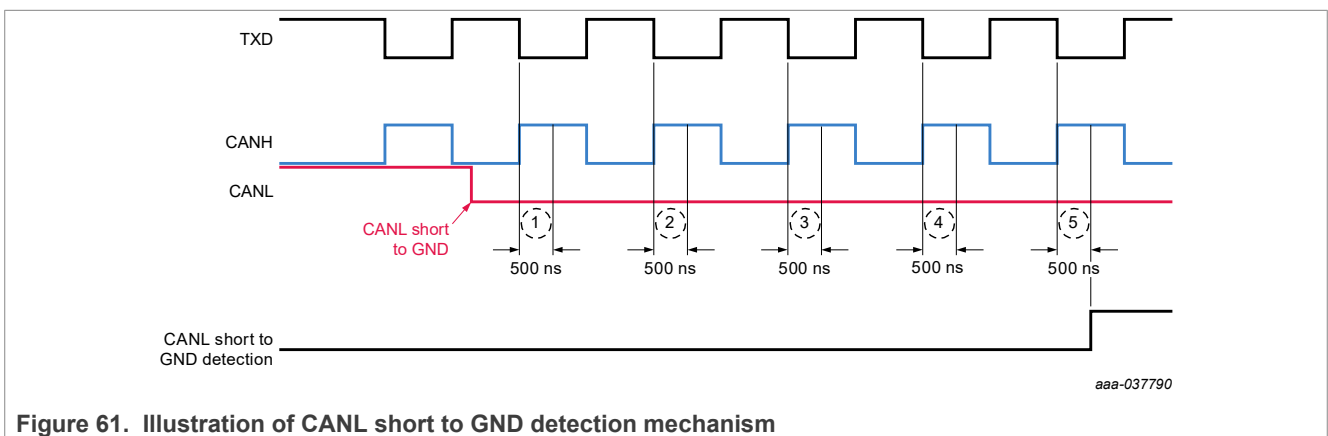 TXD
CANH
CANL
CANL short
to GND
1 2 3 4 5
500 ns 500 ns 500 ns 500 ns 500 ns
CANL short to
GND detection
aaa-037790
Figure 61. Illustration of CANL short to GND detection mechanism